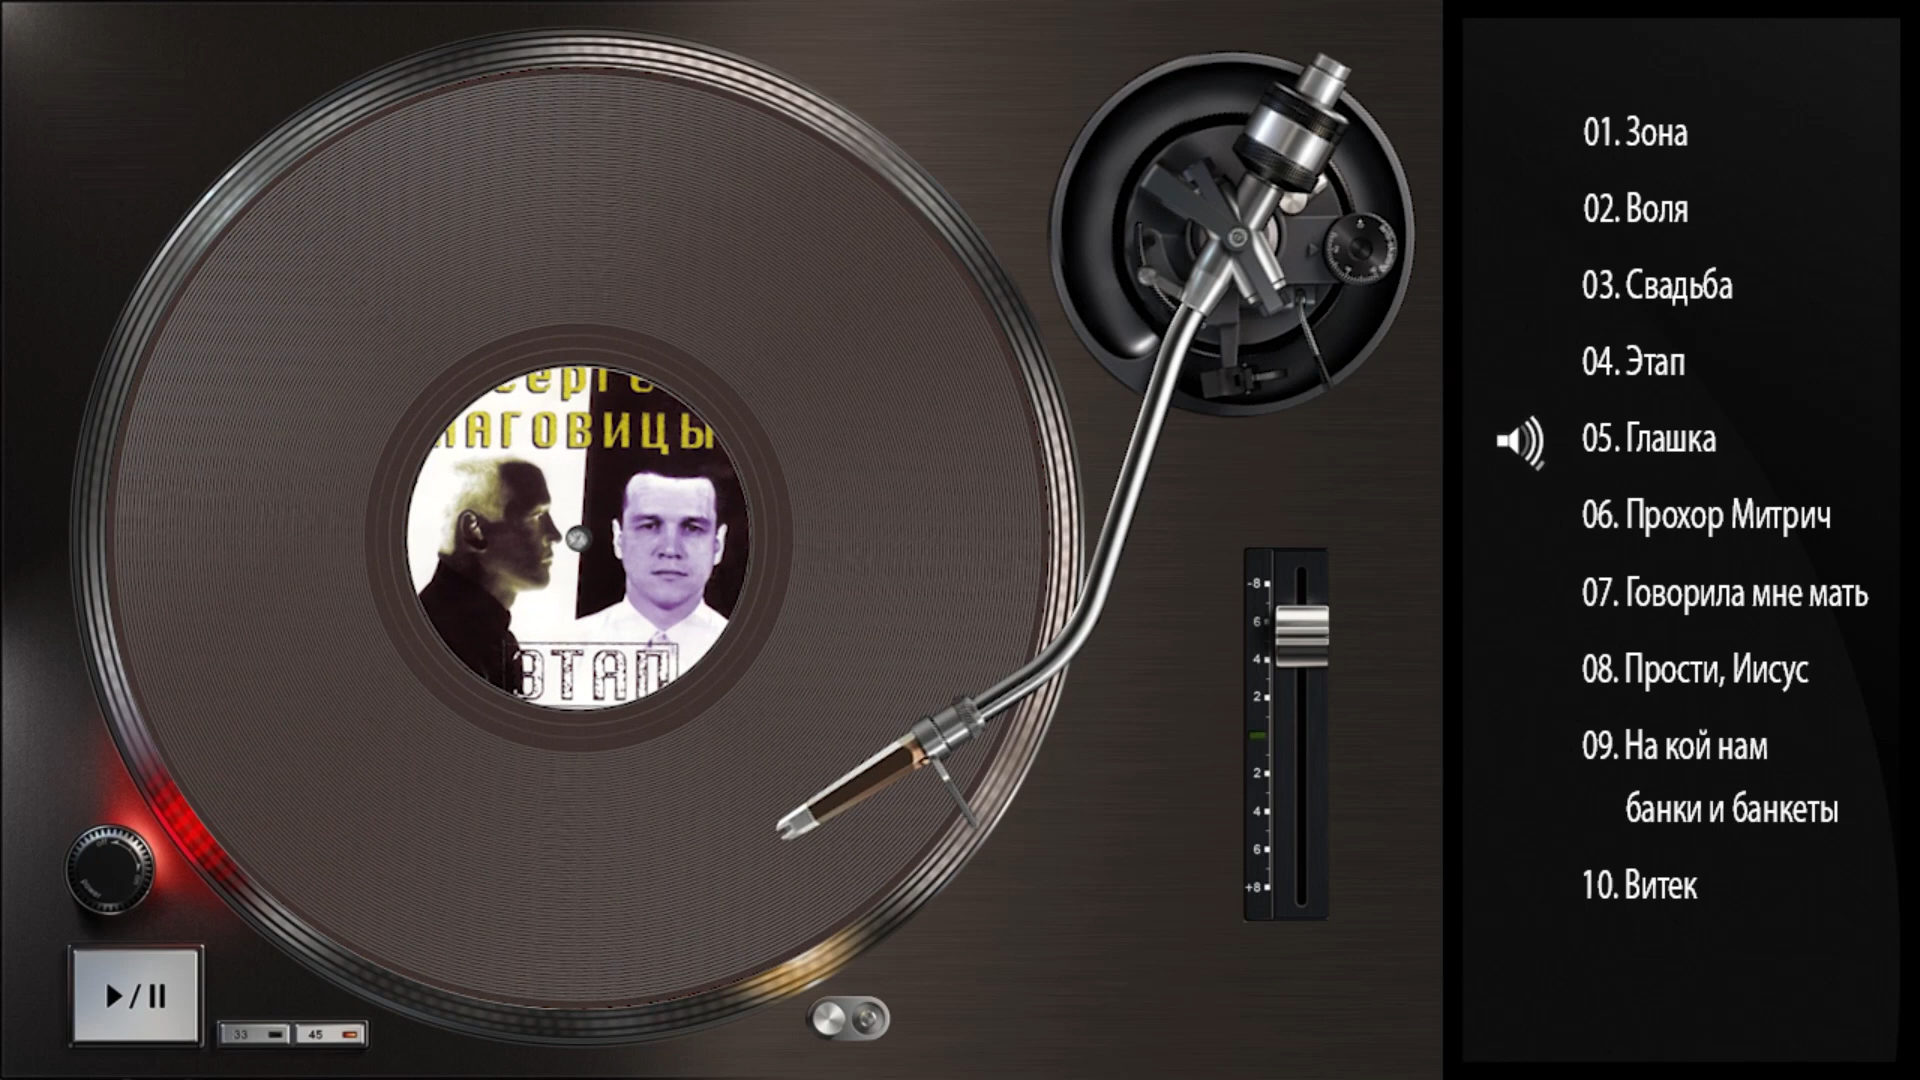 НАГОВИЦЫ
ЭТАП
01. Зона
02. Воля
03. Свадьба
04. Этап
05. Глашка
06. Прохор Митрич
07. Говорила мне мать
08. Прости, Иисус
09. На кой нам
банки и банкеты
10. Витек
-8
6
4
2
2
4
6
+8
power
33
45